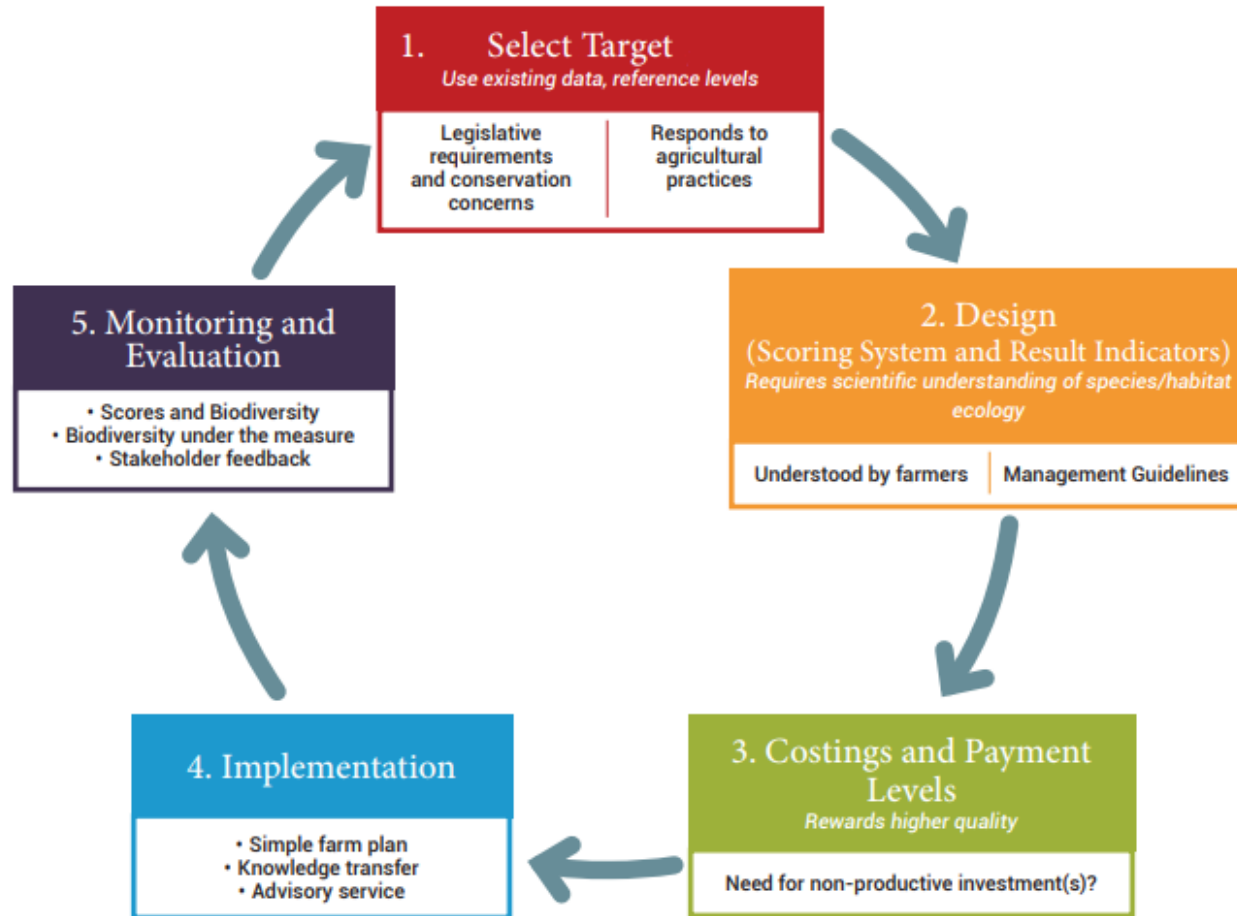 1. Select Target
Use existing data, reference levels
Legislative
requirements
and conservation
concerns
Responds to
agricultural
practices
2. Design
(Scoring System and Result Indicators)
Requires scientific understanding of species/habitat
ecology
Understood by farmers
Management Guidelines
3. Costings and Payment
Levels
Rewards higher quality
Need for non-productive investment(s)?
4. Implementation
• Simple farm plan
• Knowledge transfer
• Advisory service
5. Monitoring and
Evaluation
• Scores and Biodiversity
• Biodiversity under the measure
• Stakeholder feedback